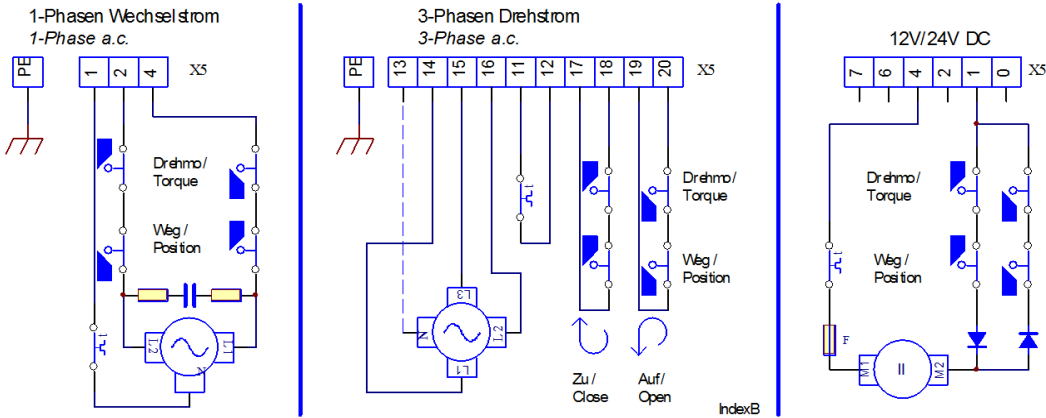 1-Phasen Wechselstrom
1-Phase a.c.
PE
1 2 4 X5
Drehmo/
Torque
Weg/
Position
t
L2 L1
N
3-Phasen Drehstrom
3-Phase a.c.
PE
13 14 15 16 11 12 17 18 19 20 X5
t
Drehmo/
Torque
Weg/
Position
L3
N L2
L1
Zu/
Close
Auf/
Open
IndexB
12V/24V DC
7 6 4 2 1 0 X5
Drehmo/
Torque
Weg/
Position
t
F
M1 II M2